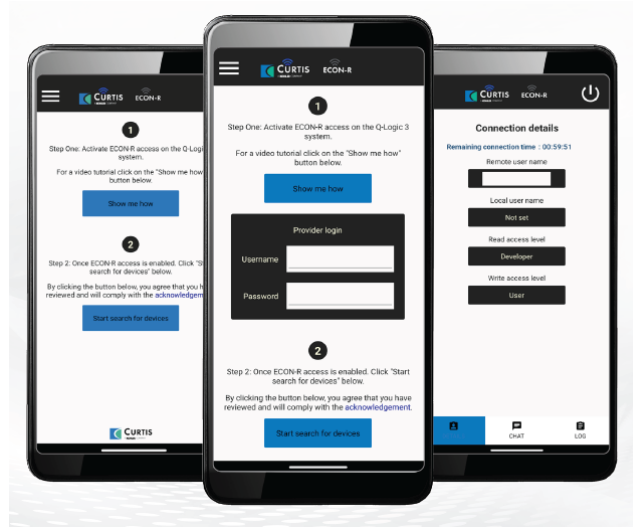 CURTIS ECON-R
1
Step One: Activate ECON-R access on the Q-Logi
system.
For a video tutorial click on the "Show me how
button below.
Show me how
2
Step 2: Once ECON-R access is enabled. Click "S
search for devices" below.
By clicking the button below, you agree that you h
reviewed and will comply with the acknowledgem
Start search for devices
CURTIS
CURTIS ECON-R
1
Step One: Activate ECON-R access on the Q-Logic 3
system.
For a video tutorial click on the "Show me how"
button below.
Show me how
Provider login
Username
Password
2
Step 2: Once ECON-R access is enabled. Click "Start
search for devices" below.
By clicking the button below, you agree that you have
reviewed and will comply with the acknowledgement.
Start search for devices
CURTIS ECON-R
Connection details
Remaining connection time : 00:59:51
Remote user name
Local user name
Not set
Read access level
Developer
Write access level
User
CHAT
LOG